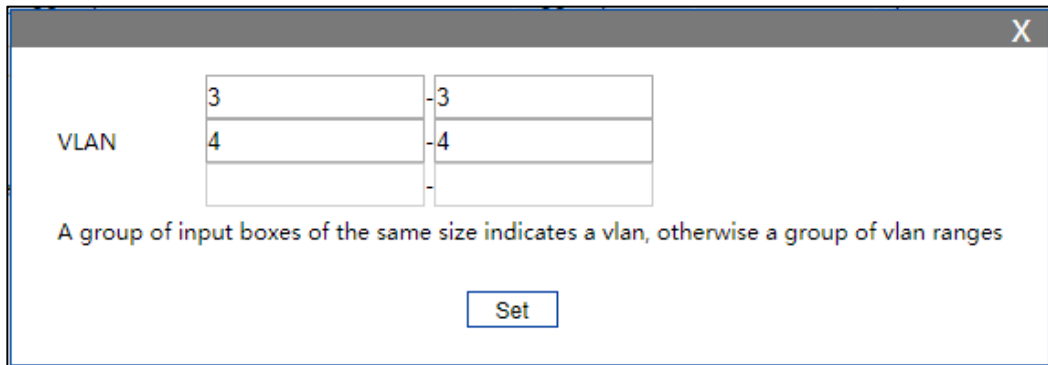 X
3 -3
VLAN 4 -4
-
A group of input boxes of the same size indicates a vlan, otherwise a group of vlan ranges
Set